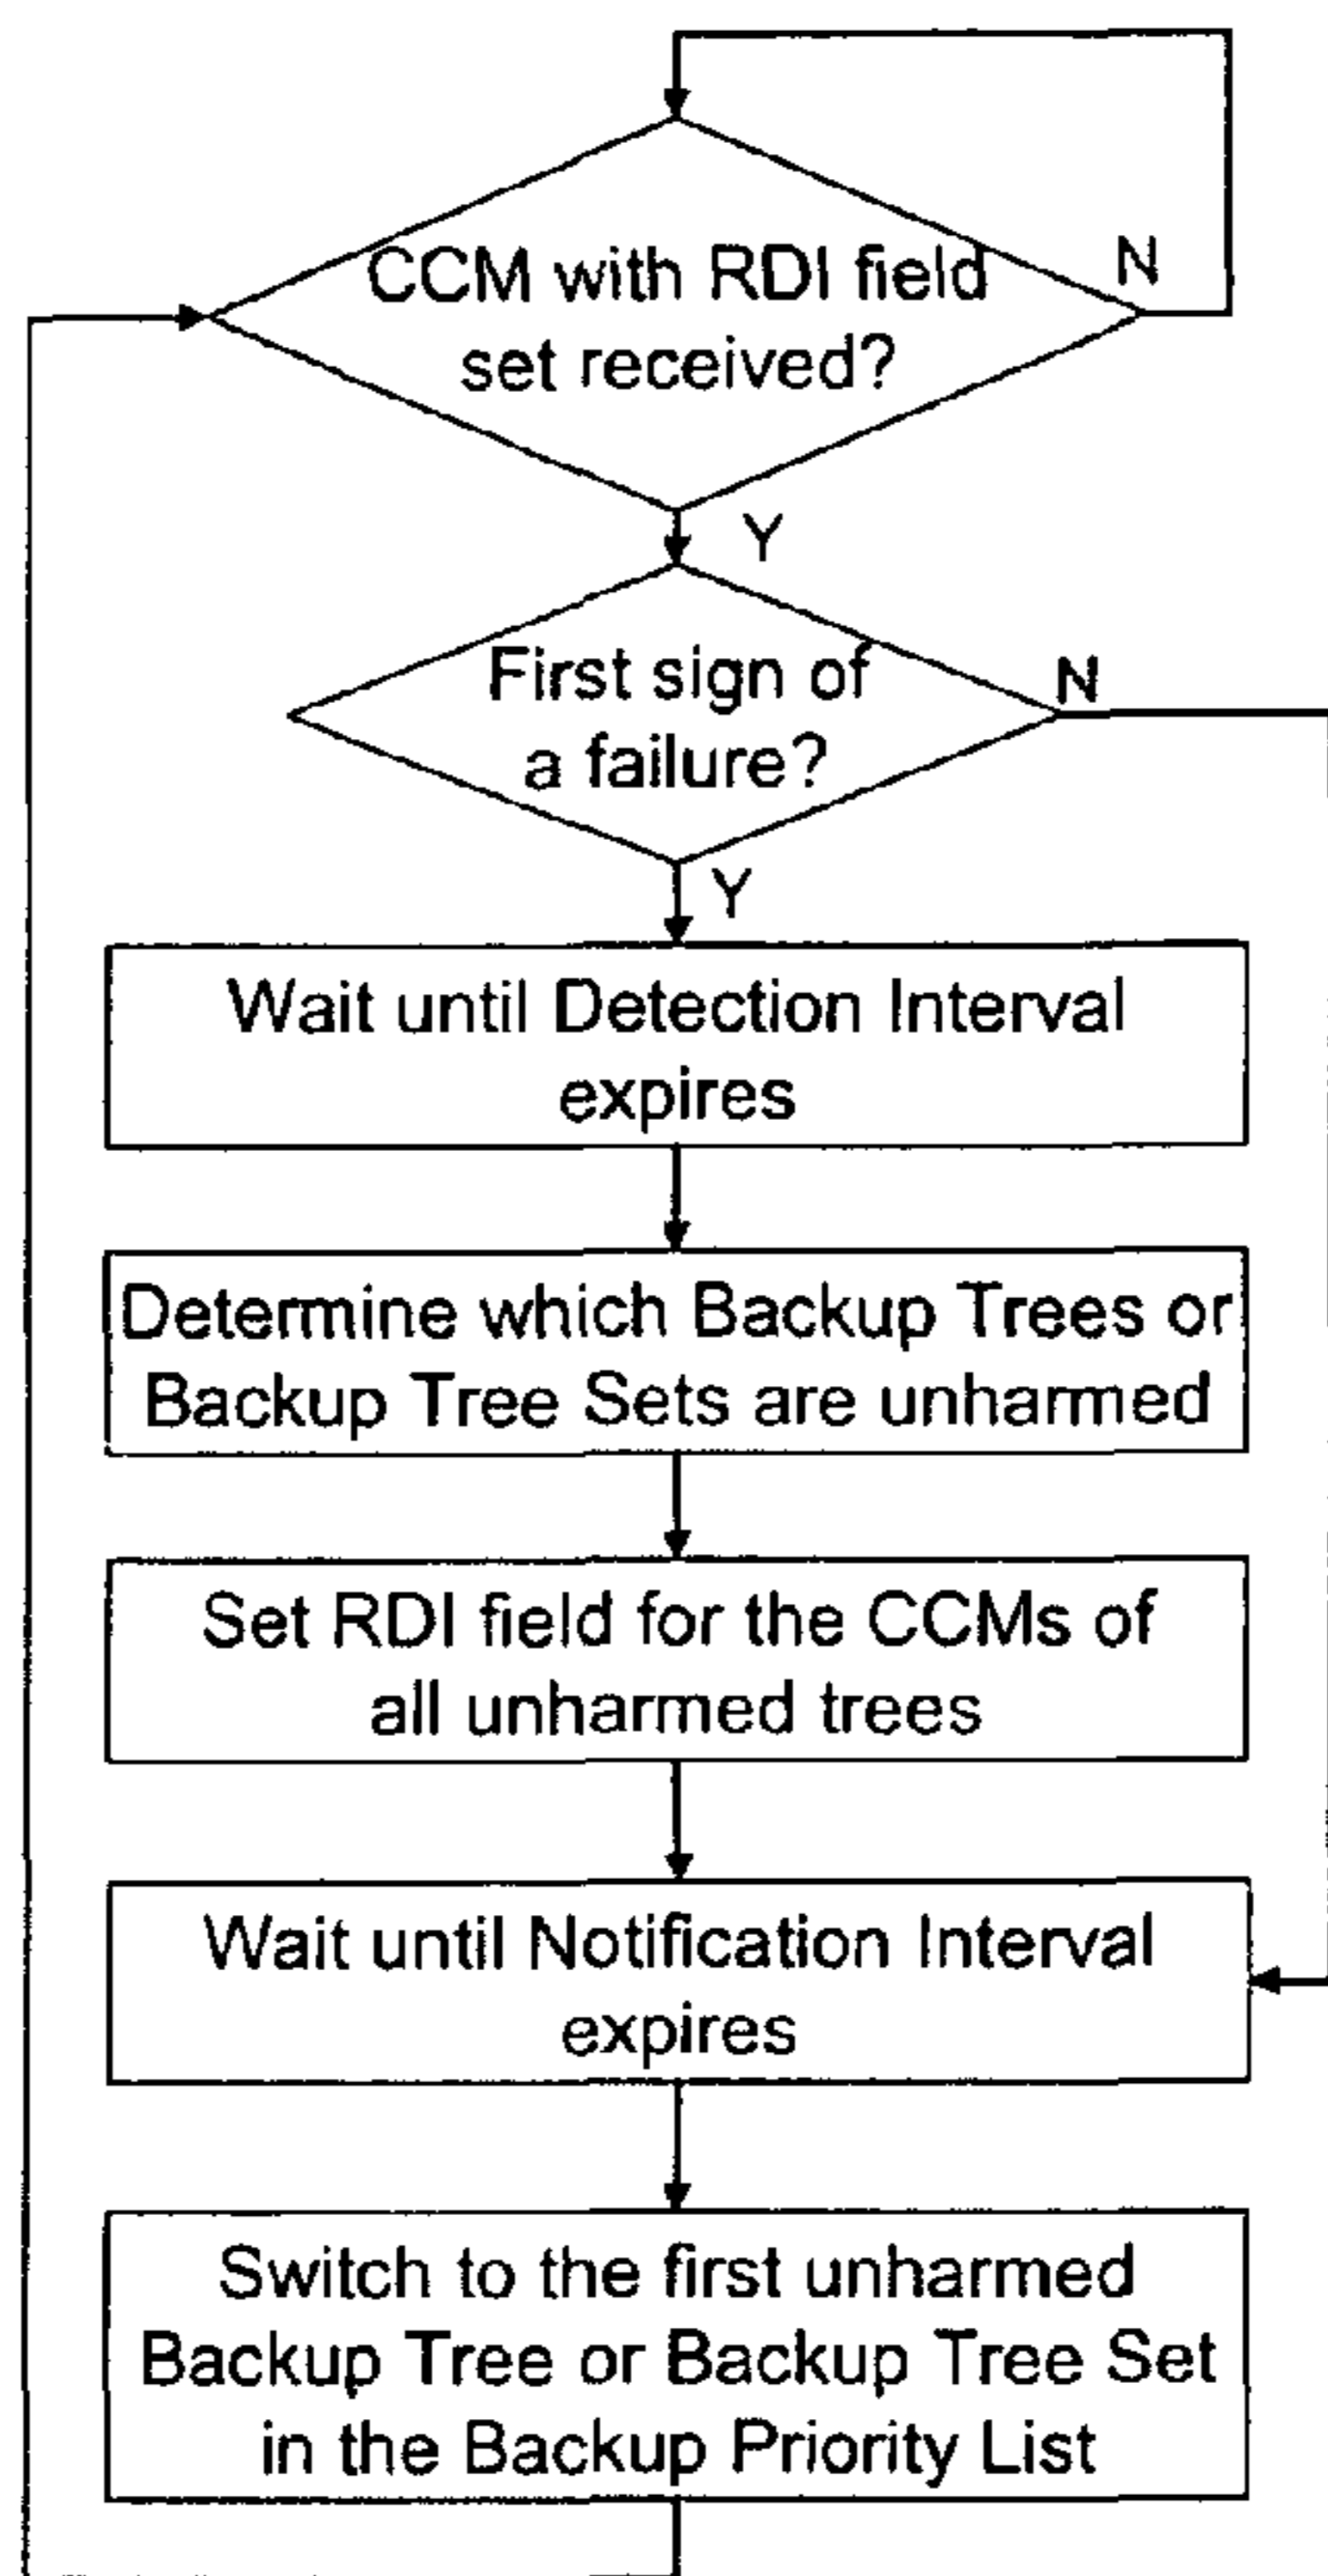 CCM with RDI field
N
set received?
Y
First sign of
N
a failure?
Y
Wait until Detection Interval
expires
Determine which Backup Trees or
Backup Tree Sets are unharmed
Set RDI field for the CCMs of
all unharmed trees
Wait until Notification Interval
expires
Switch to the first unharmed
Backup Tree or Backup Tree Set
in the Backup Priority List